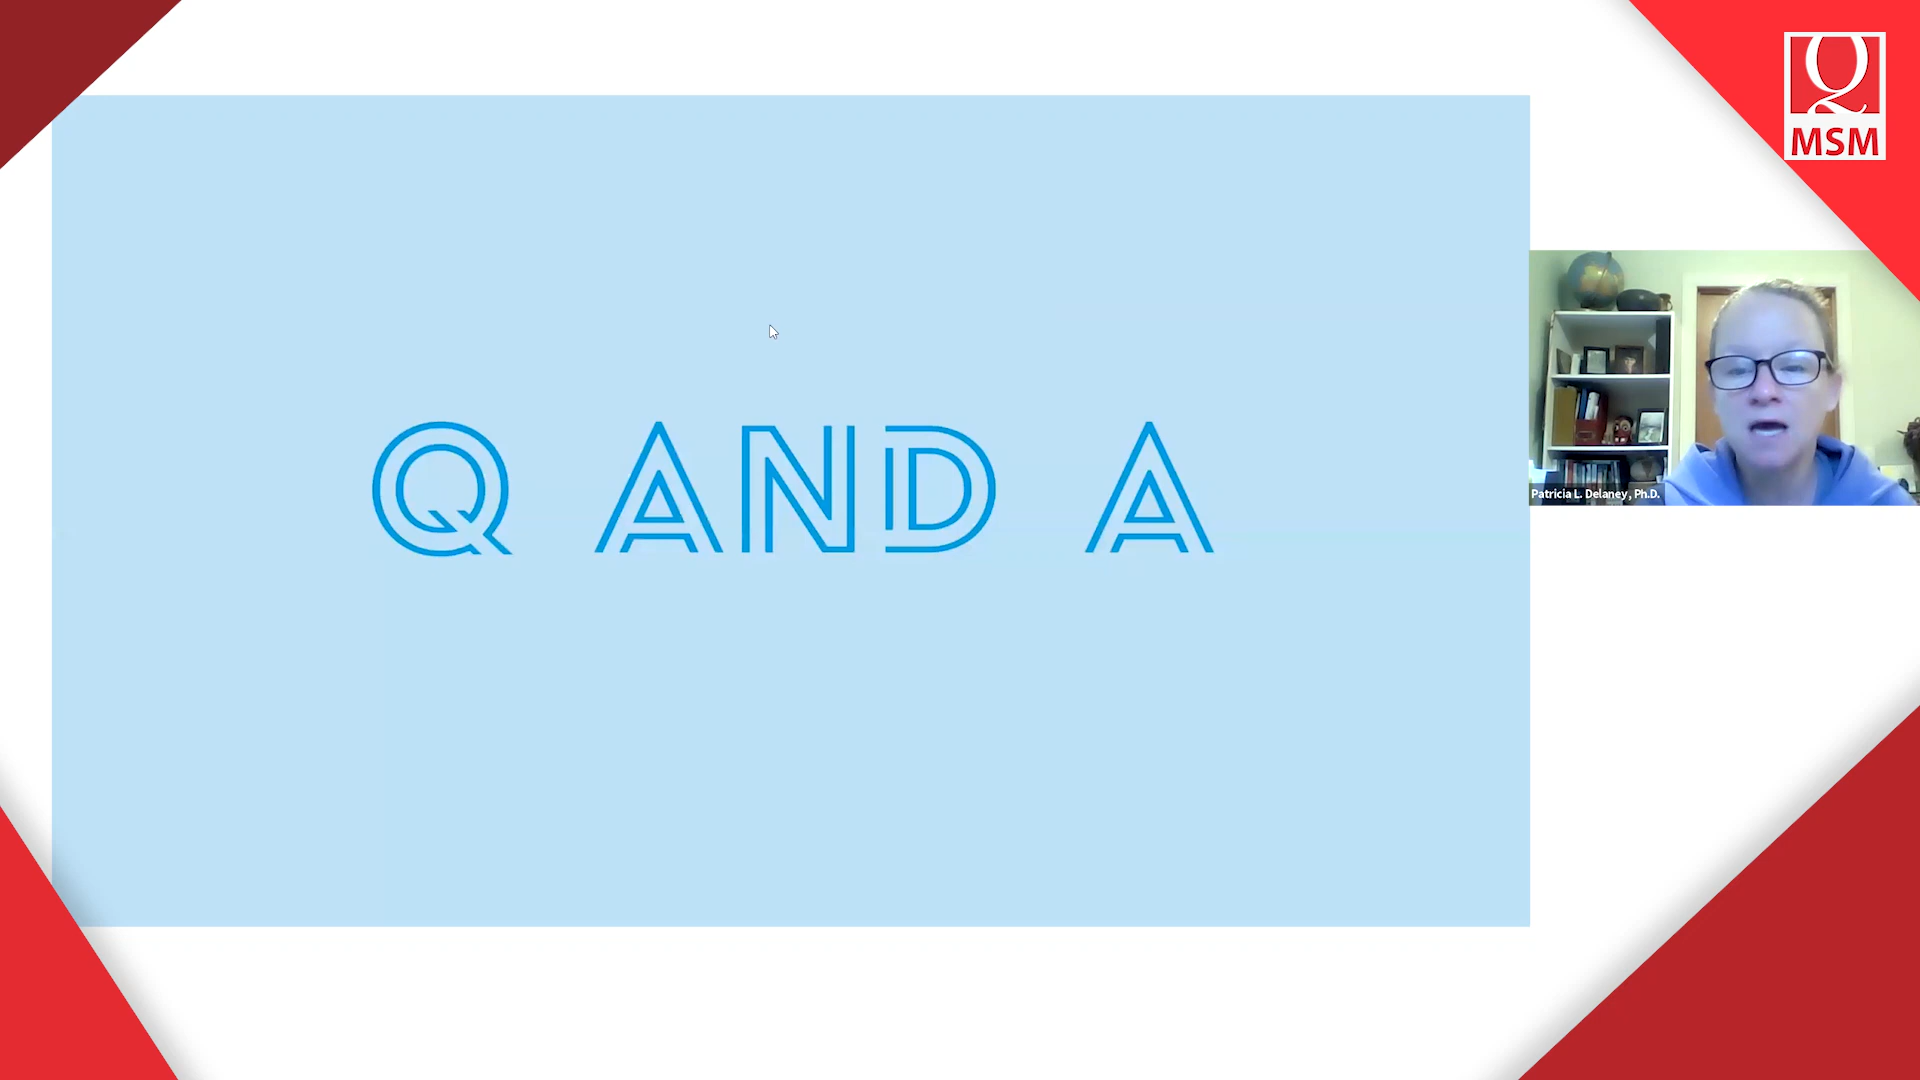 Q
MSM
Q AND A
Patricia L. Delaney, Ph.D.